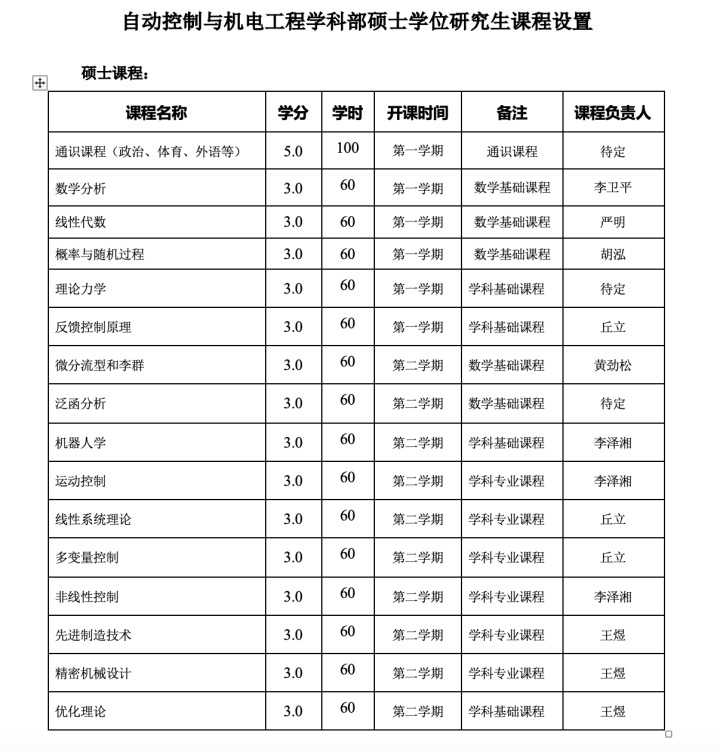 自动控制与机电工程学科部硕士学位研究生课程设置
硕士课程：
课程名称 学分 学时 开课时间 备注 课程负责人
通识课程（政治、体育、外语等） 5.0 100 第一学期 通识课程 待定
数学分析 3.0 60 第一学期 数学基础课程 李卫平
线性代数 3.0 60 第一学期 数学基础课程 严明
概率与随机过程 3.0 60 第一学期 数学基础课程 胡泓
理论力学 3.0 60 第一学期 学科基础课程 待定
反馈控制原理 3.0 60 第一学期 学科基础课程 丘立
微分流型和李群 3.0 60 第二学期 数学基础课程 黄劲松
泛函分析 3.0 60 第二学期 数学基础课程 待定
机器人学 3.0 60 第二学期 学科基础课程 李泽湘
运动控制 3.0 60 第二学期 学科专业课程 李泽湘
线性系统理论 3.0 60 第二学期 学科专业课程 丘立
多变量控制 3.0 60 第二学期 学科专业课程 丘立
非线性控制 3.0 60 第二学期 学科专业课程 李泽湘
先进制造技术 3.0 60 第二学期 学科专业课程 王煜
精密机械设计 3.0 60 第二学期 学科专业课程 王煜
优化理论 3.0 60 第二学期 学科基础课程 王煜